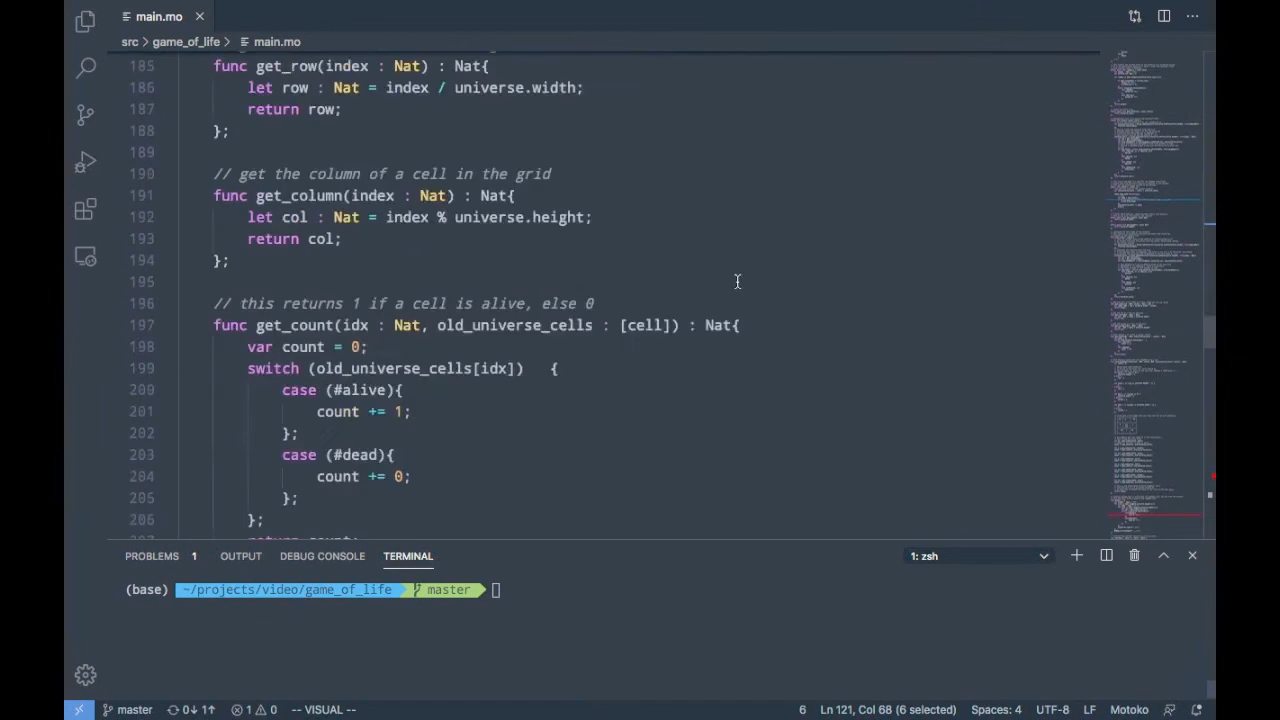 main.mo
src > game_of_life > main.mo
185 func get_row(index : Nat) : Nat{
186 let row : Nat = index / universe.width;
187 return row;
188 };
189
190 // get the column of a cell in the grid
191 func get_column(index : Nat) : Nat{
192 let col : Nat = index % universe.height;
193 return col;
194 };
195
196 // this returns 1 if a cell is alive, else 0
197 func get_count(idx : Nat, old_universe_cells : [cell]) : Nat{
198 var count = 0;
199 switch (old_universe_cells[idx]) {
200 case (#alive){
201 count += 1;
202 };
203 case (#dead){
204 count += 0;
205 };
206 };
PROBLEMS 1 OUTPUT DEBUG CONSOLE TERMINAL 1: zsh
(base) ~/projects/video/game_of_life master
master 0↓ 1↑ 1 0 -- VISUAL -- 6 Ln 121, Col 68 (6 selected) Spaces: 4 UTF-8 LF Motoko